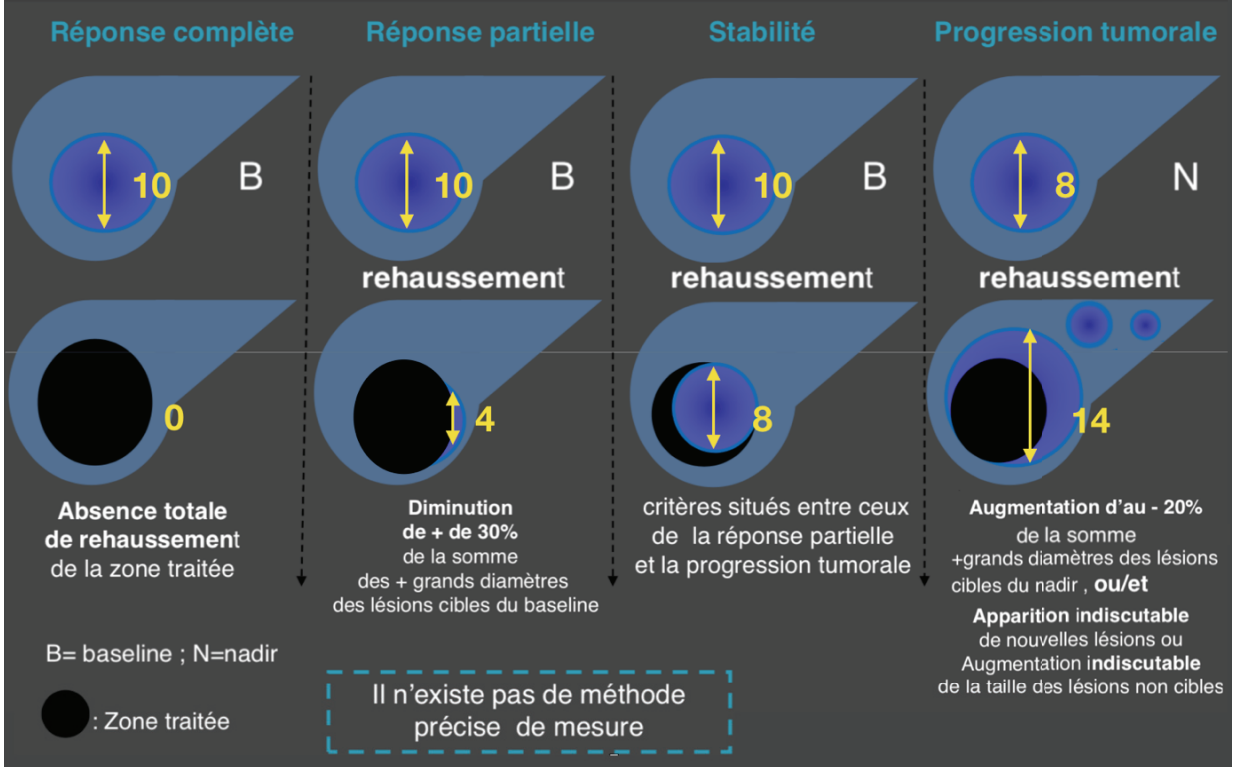 Réponse complète
Réponse partielle
Stabilité
Progression tumorale
10
B
10
B
10
B
8
N
rehaussement
rehaussement
rehaussement
0
4
8
14
Absence totale
de rehaussement
de la zone traitée
Diminution
de + de 30%
de la somme
des + grands diamètres
des lésions cibles du baseline
critères situés entre ceux
de la réponse partielle
et la progression tumorale
Augmentation d'au - 20%
de la somme
+grands diamètres des lésions
cibles du nadir , ou/et
Apparition indiscutable
de nouvelles lésions ou
Augmentation indiscutable
de la taille des lésions non cibles
B= baseline ; N=nadir
: Zone traitée
Il n'existe pas de méthode
précise de mesure